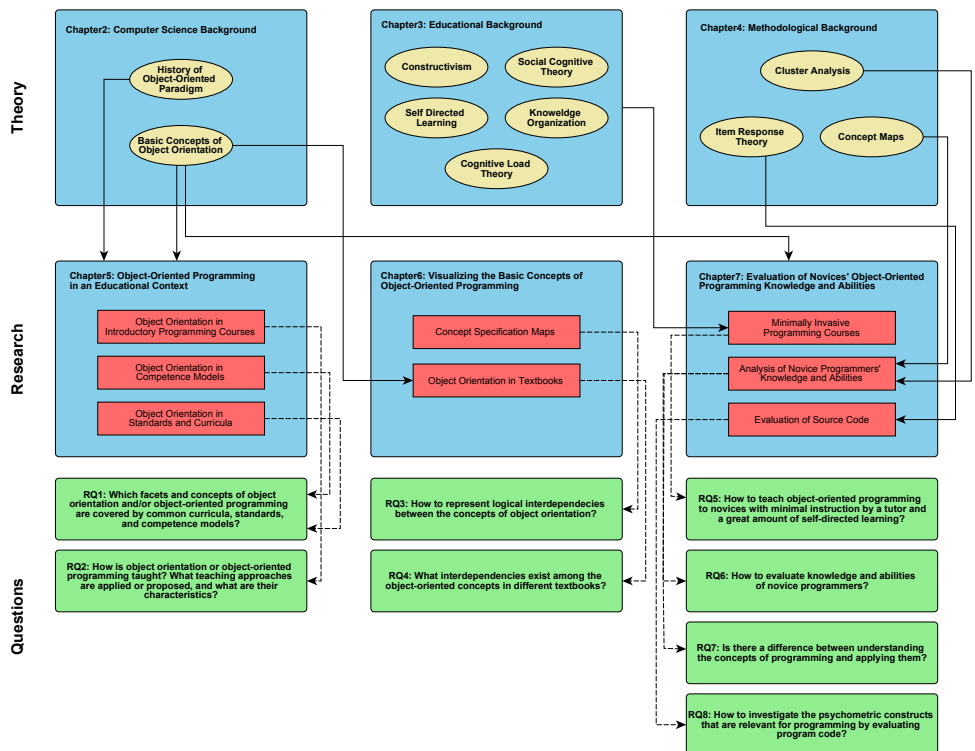 Theory
Chapter2: Computer Science Background
History of
Object-Oriented
Paradigm
Basic Concepts of
Object Orientation
Chapter3: Educational Background
Constructivism
Social Cognitive
Theory
Self Directed
Learning
Knoweldge
Organization
Cognitive Load
Theory
Chapter4: Methodological Background
Cluster Analysis
Item Response
Theory
Concept Maps
Research
Chapter5: Object-Oriented Programming
in an Educational Context
Object Orientation in
Introductory Programming Courses
Object Orientation in
Competence Models
Object Orientation in
Standards and Curricula
Chapter6: Visualizing the Basic Concepts of
Object-Oriented Programming
Concept Specification Maps
Object Orientation in Textbooks
Chapter7: Evaluation of Novices' Object-Oriented
Programming Knowledge and Abilities
Minimally Invasive
Programming Courses
Analysis of Novice Programmers'
Knowledge and Abilities
Evaluation of Source Code
Questions
RQ1: Which facets and concepts of object
orientation and/or object-oriented programming
are covered by common curricula, standards,
and competence models?
RQ2: How is object orientation or object-oriented
programming taught? What teaching approaches
are applied or proposed, and what are their
characteristics?
RQ3: How to represent logical interdependencies
between the concepts of object orientation?
RQ4: What interdependencies exist among the
object-oriented concepts in different textbooks?
RQ5: How to teach object-oriented programming
to novices with minimal instruction by a tutor and
a great amount of self-directed learning?
RQ6: How to evaluate knowledge and abilities
of novice programmers?
RQ7: Is there a difference between understanding
the concepts of programming and applying them?
RQ8: How to investigate the psychometric constructs
that are relevant for programming by evaluating
program code?